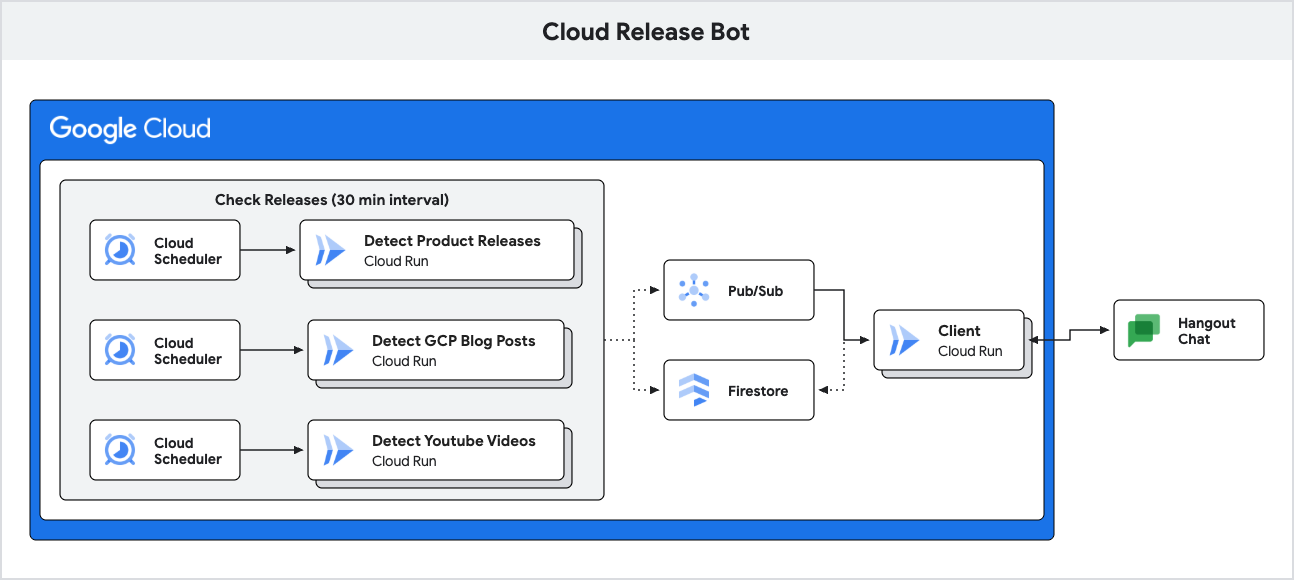 Cloud Release Bot
Google Cloud
Check Releases (30 min interval)
Cloud
Scheduler
Detect Product Releases
Cloud Run
Cloud
Scheduler
Detect GCP Blog Posts
Cloud Run
Cloud
Scheduler
Detect Youtube Videos
Cloud Run
Pub/Sub
Firestore
Client
Cloud Run
Hangout
Chat